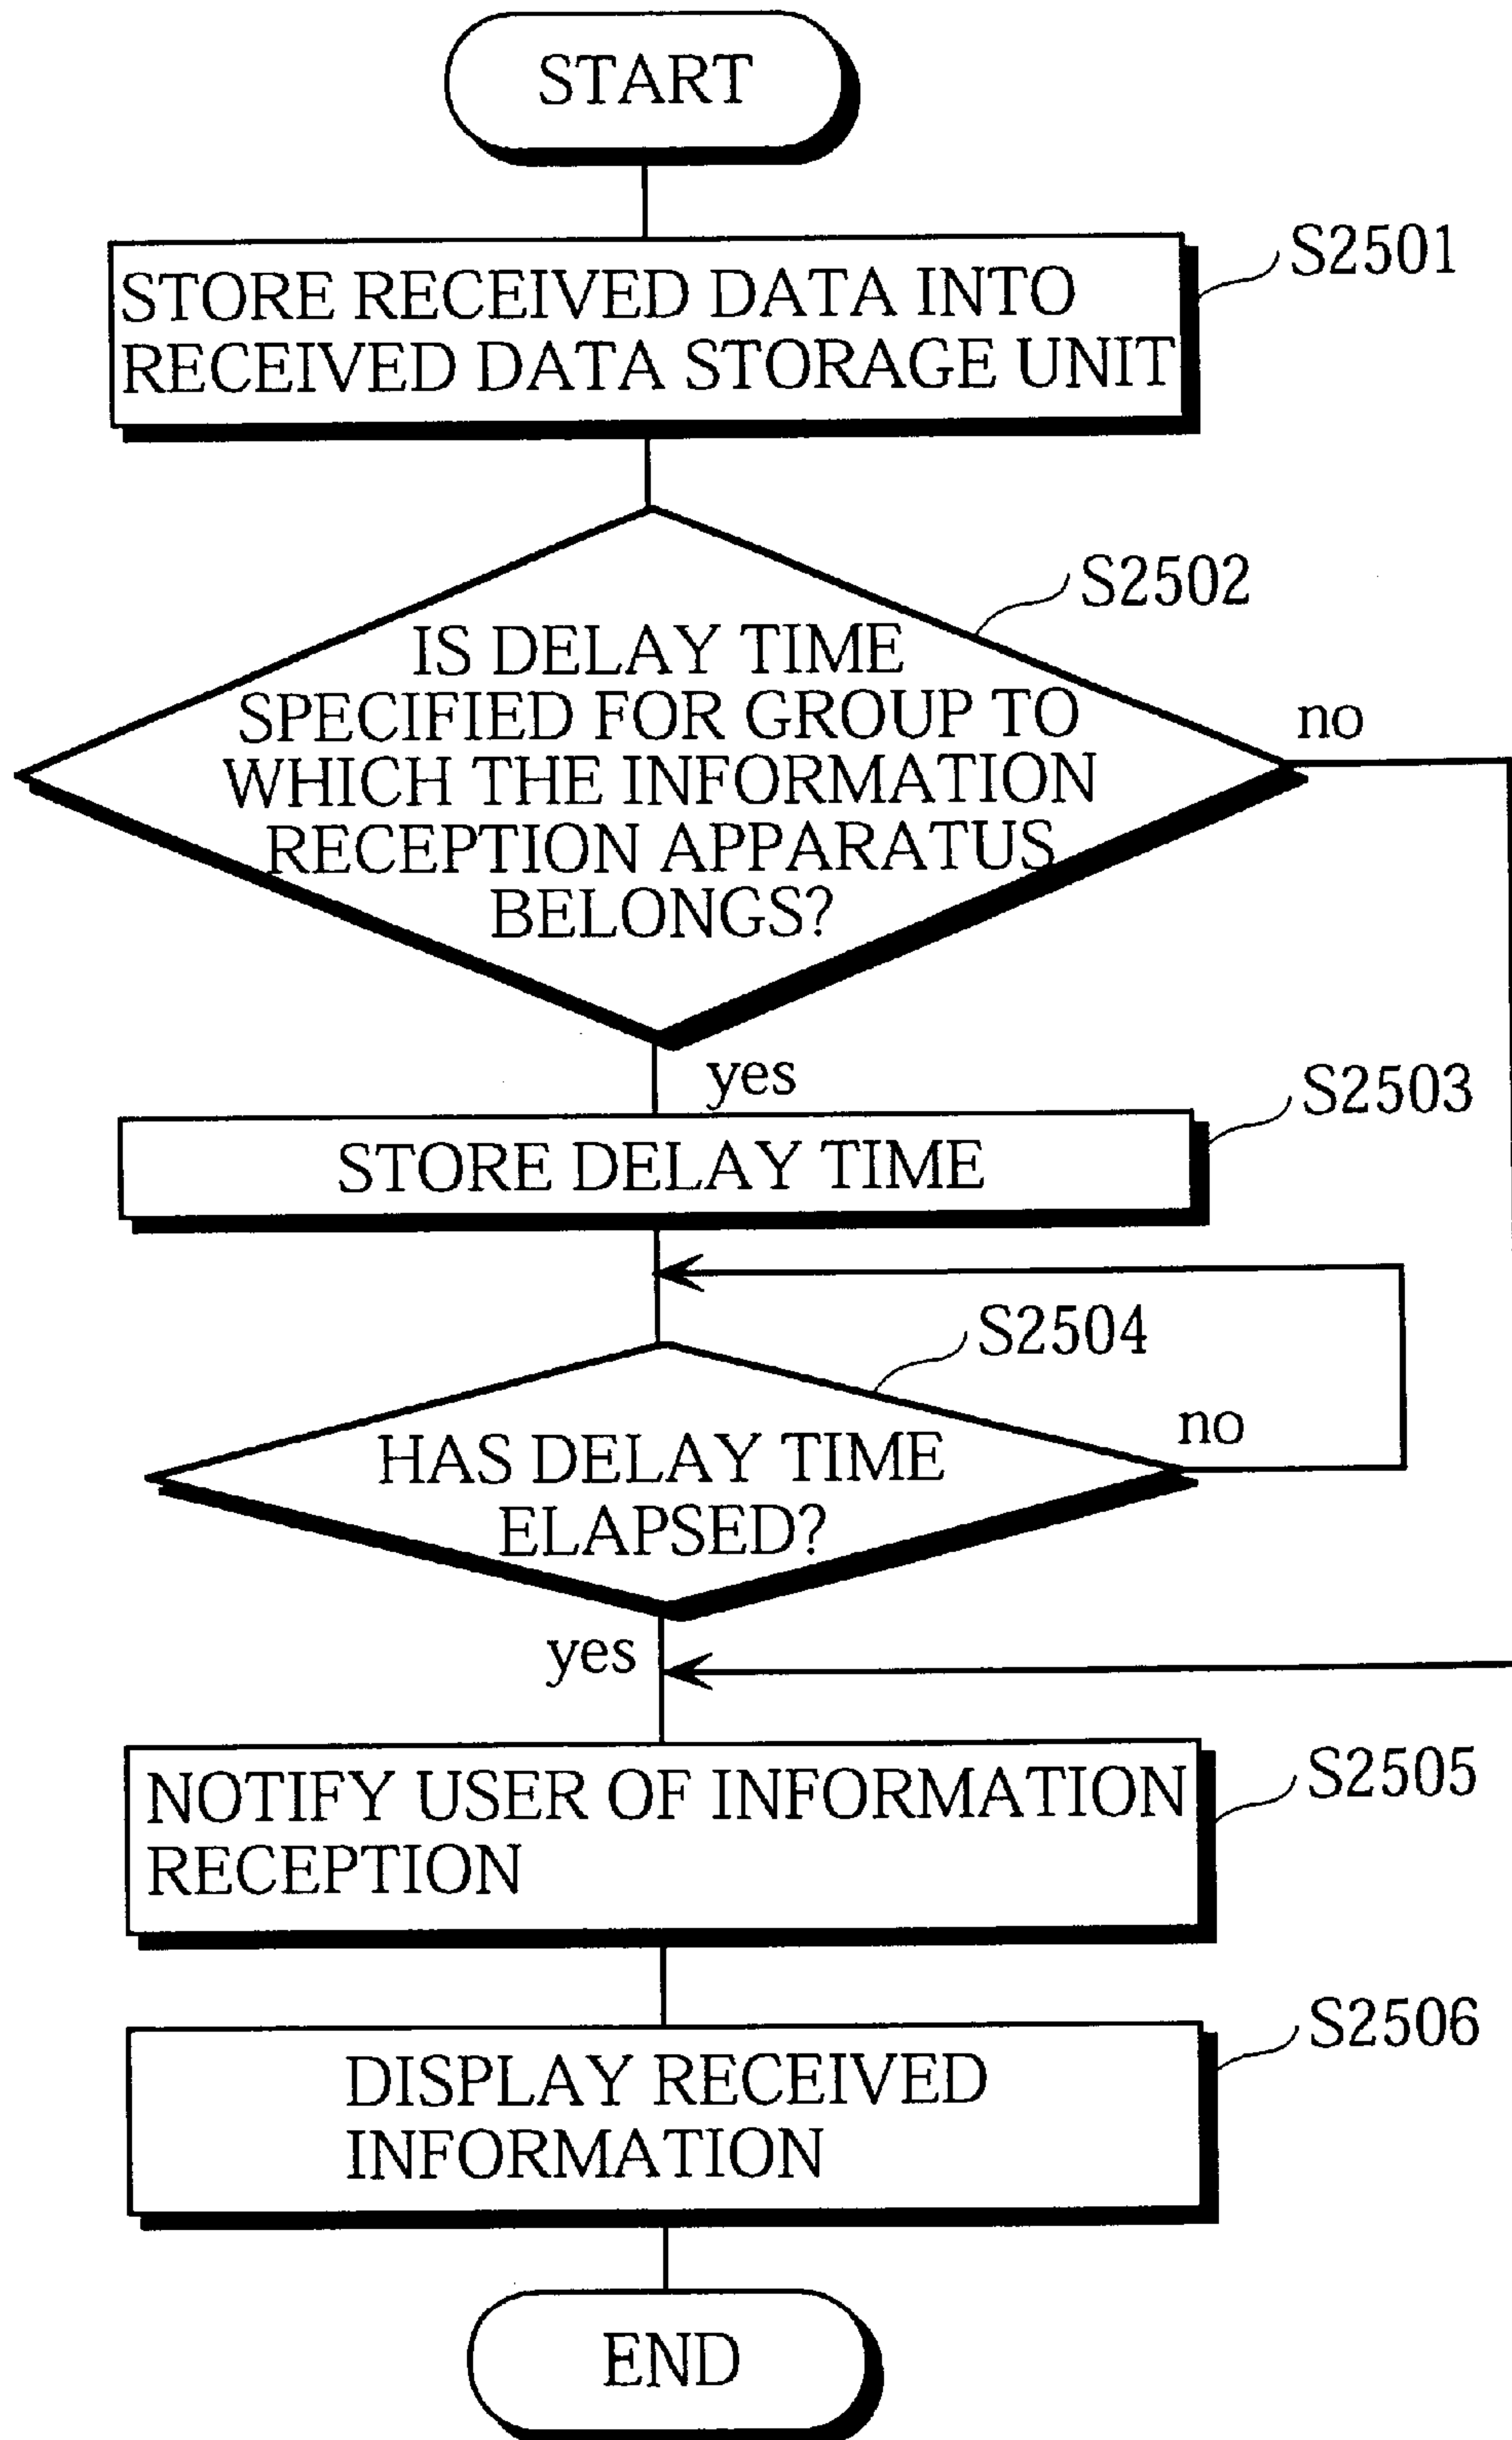 START
S2501
STORE RECEIVED DATA INTO
RECEIVED DATA STORAGE UNIT
S2502
IS DELAY TIME
SPECIFIED FOR GROUP TO
WHICH THE INFORMATION
RECEPTION APPARATUS
BELONGS?
no
yes
S2503
STORE DELAY TIME
S2504
HAS DELAY TIME
ELAPSED?
no
yes
S2505
NOTIFY USER OF INFORMATION
RECEPTION
S2506
DISPLAY RECEIVED
INFORMATION
END